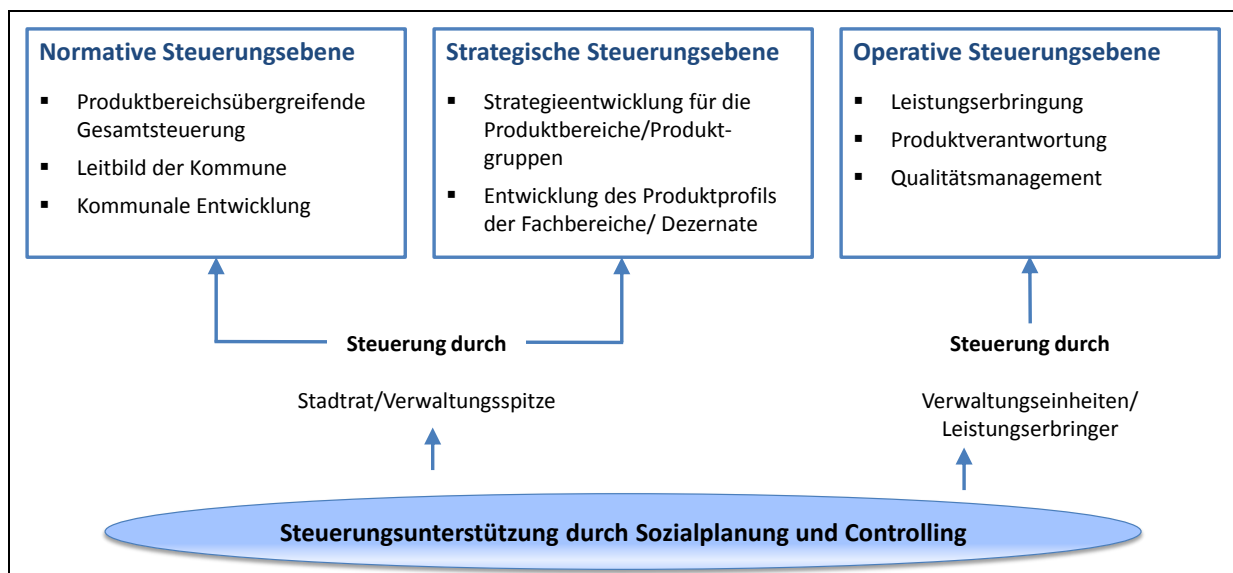 Normative Steuerungsebene
▪ Produktbereichsübergreifende
Gesamtsteuerung
▪ Leitbild der Kommune
▪ Kommunale Entwicklung
Strategische Steuerungsebene
▪ Strategieentwicklung für die
Produktbereiche/Produkt-
gruppen
▪ Entwicklung des Produktprofils
der Fachbereiche/ Dezernate
Operative Steuerungsebene
▪ Leistungserbringung
▪ Produktverantwortung
▪ Qualitätsmanagement
Steuerung durch
Stadtrat/Verwaltungsspitze
Steuerung durch
Verwaltungseinheiten/
Leistungserbringer
Steuerungsunterstützung durch Sozialplanung und Controlling